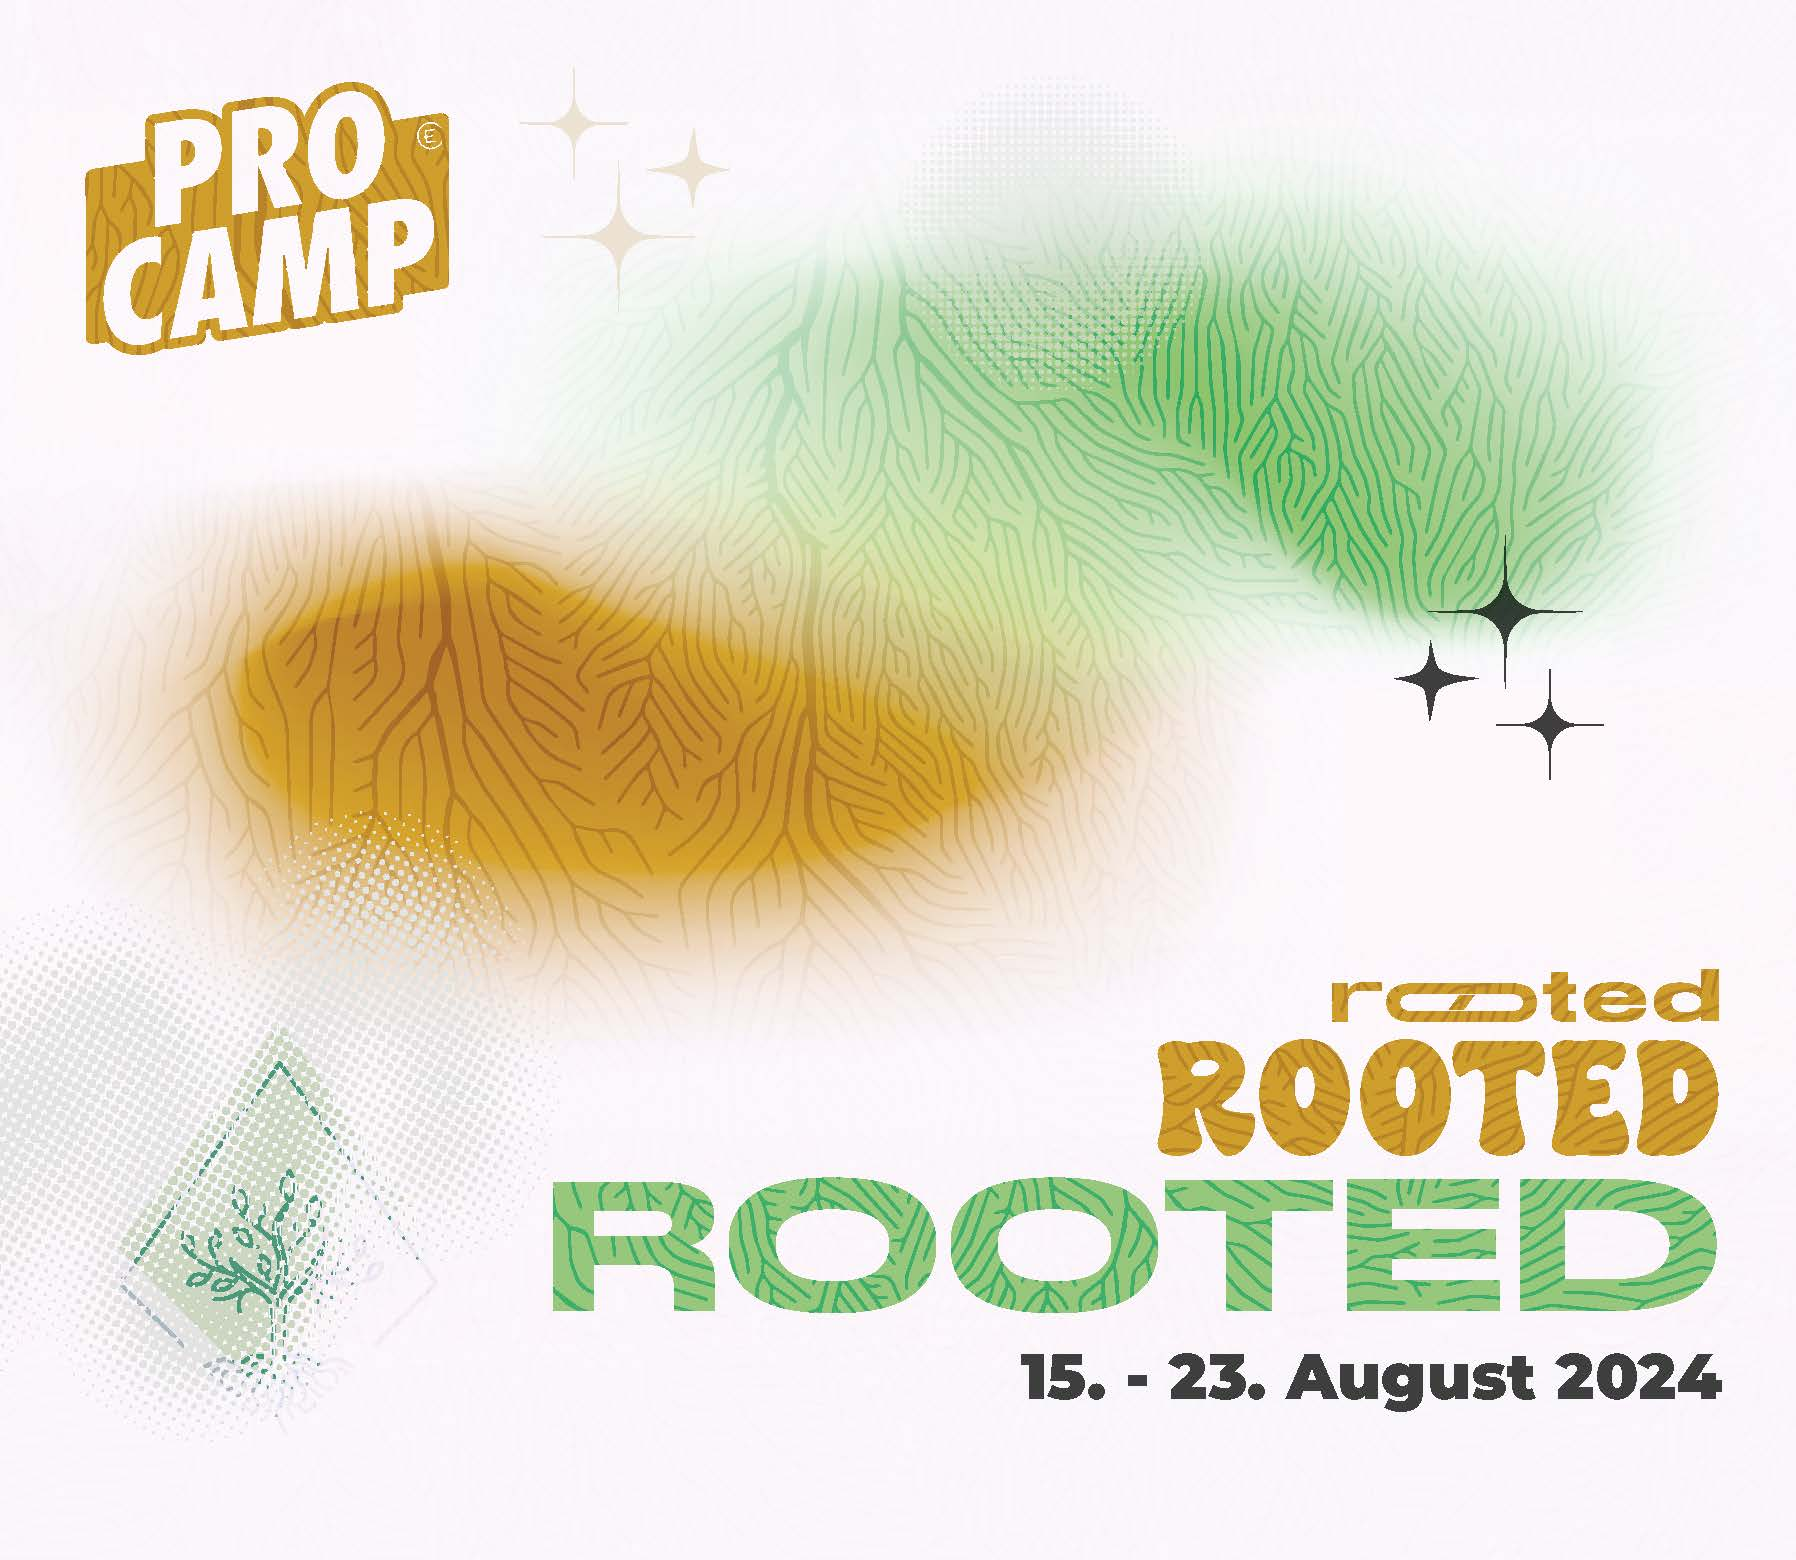 PRO
CAMP
E
rooted
ROOTED
ROOTED
15. - 23. August 2024